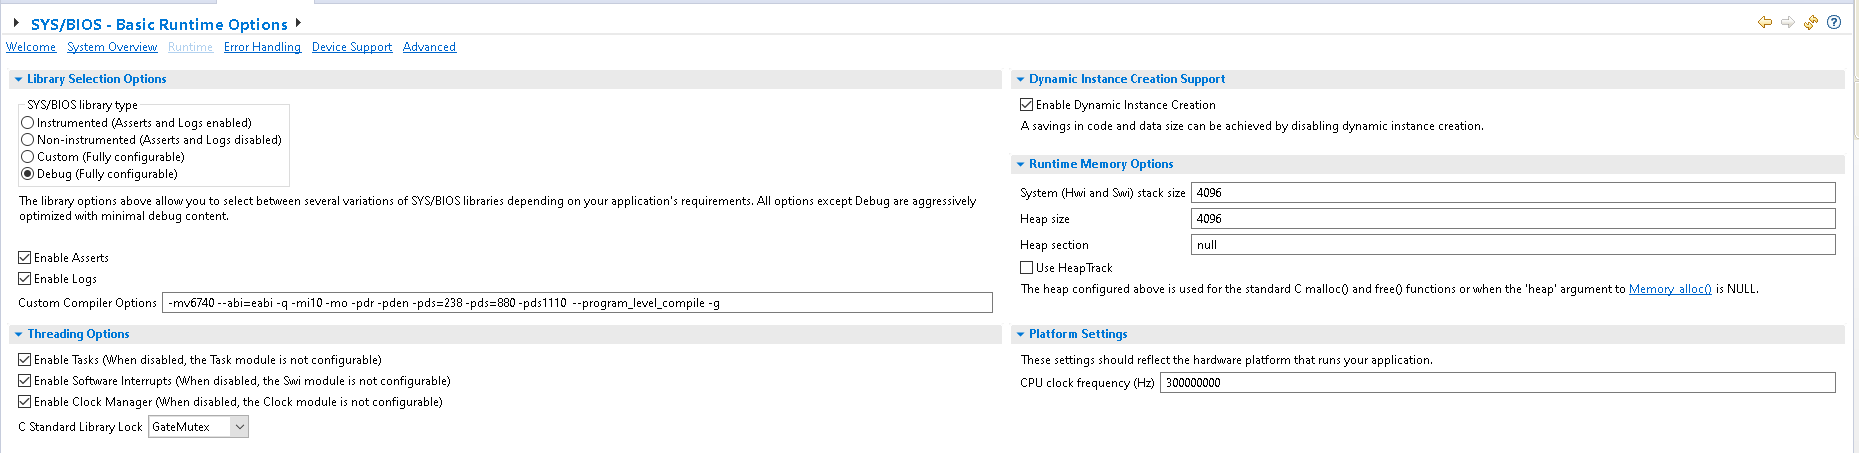 SYS/BIOS - Basic Runtime Options
Welcome System Overview Runtime Error Handling Device Support Advanced
Library Selection Options
SYS/BIOS library type
Instrumented (Asserts and Logs enabled)
Non-instrumented (Asserts and Logs disabled)
Custom (Fully configurable)
Debug (Fully configurable)
The library options above allow you to select between several variations of SYS/BIOS libraries depending on your application's requirements. All options except Debug are aggressively
optimized with minimal debug content.
Enable Asserts
Enable Logs
Custom Compiler Options -mv6740 --abi=eabi -q -mi10 -mo -pdr -pden -pds=238 -pds=880 -pds1110 --program_level_compile -g
Threading Options
Enable Tasks (When disabled, the Task module is not configurable)
Enable Software Interrupts (When disabled, the Swi module is not configurable)
Enable Clock Manager (When disabled, the Clock module is not configurable)
C Standard Library Lock GateMutex
Dynamic Instance Creation Support
Enable Dynamic Instance Creation
A savings in code and data size can be achieved by disabling dynamic instance creation.
Runtime Memory Options
System (Hwi and Swi) stack size 4096
Heap size 4096
Heap section null
Use HeapTrack
The heap configured above is used for the standard C malloc() and free() functions or when the 'heap' argument to Memory_alloc() is NULL.
Platform Settings
These settings should reflect the hardware platform that runs your application.
CPU clock frequency (Hz) 300000000